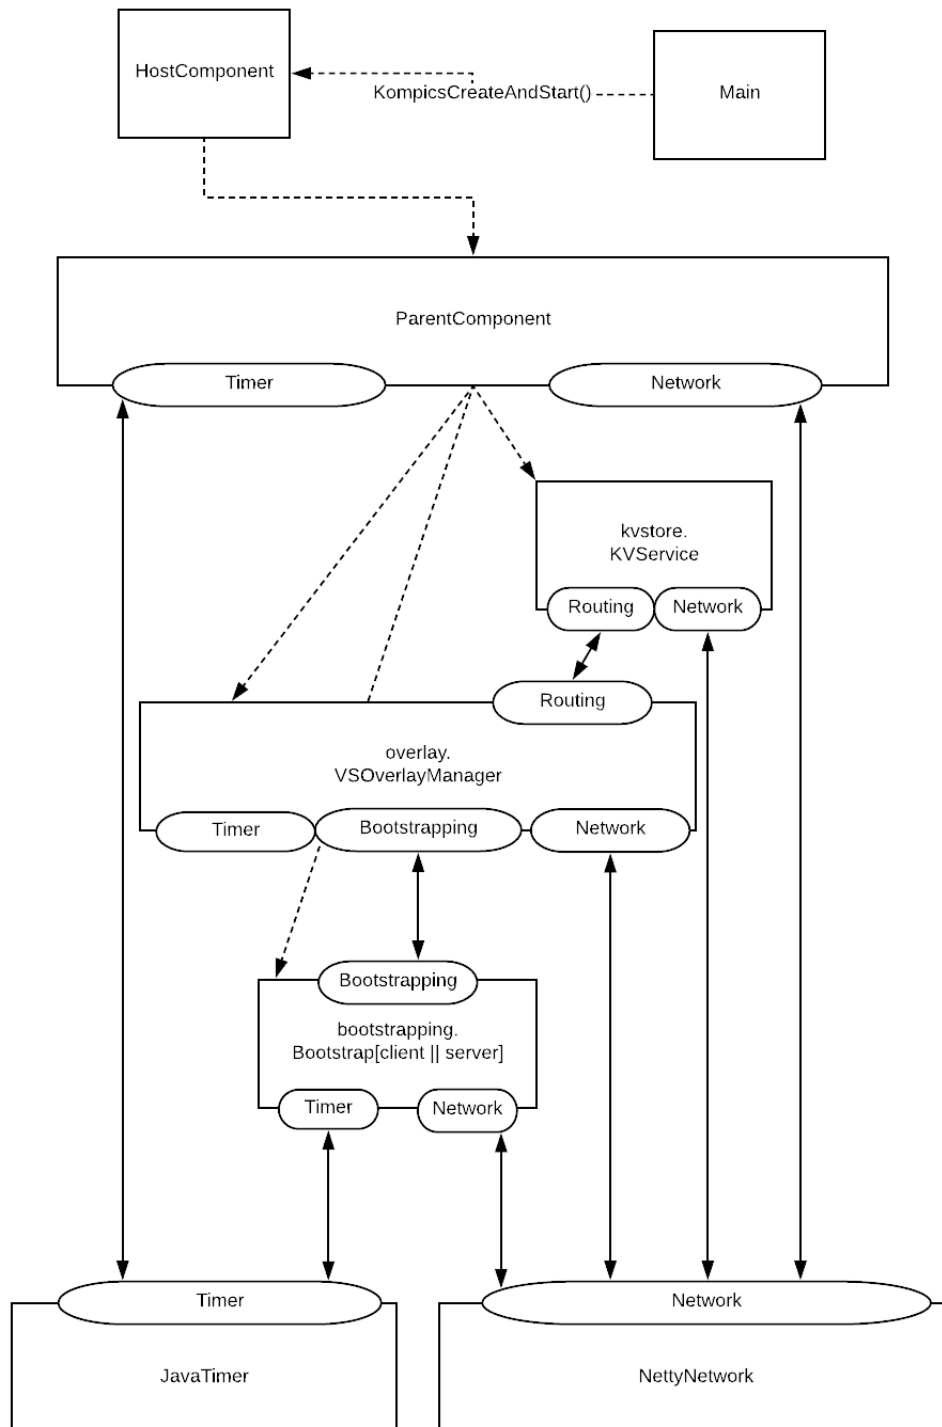 HostComponent
KompicsCreateAndStart()
Main
ParentComponent
Timer
Network
kvstore.
KVService
Routing
Network
Routing
overlay.
VSOverlayManager
Timer
Bootstrapping
Network
Bootstrapping
bootstrapping.
Bootstrap[client || server]
Timer
Network
Timer
Network
JavaTimer
NettyNetwork